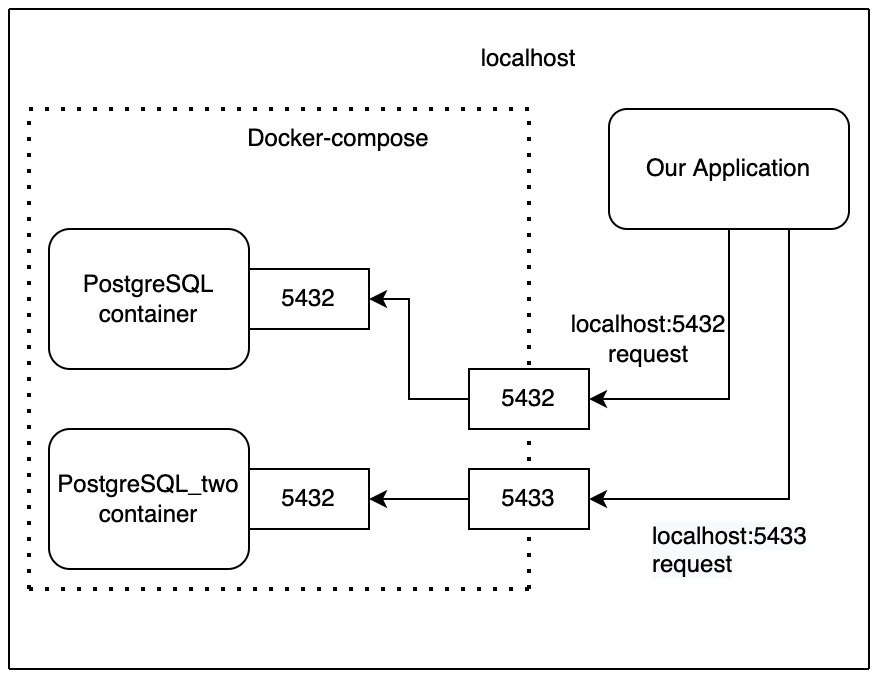 localhost
Docker-compose
Our Application
PostgreSQL
container
5432
localhost:5432
request
5432
PostgreSQL_two
container
5432
5433
localhost:5433
request